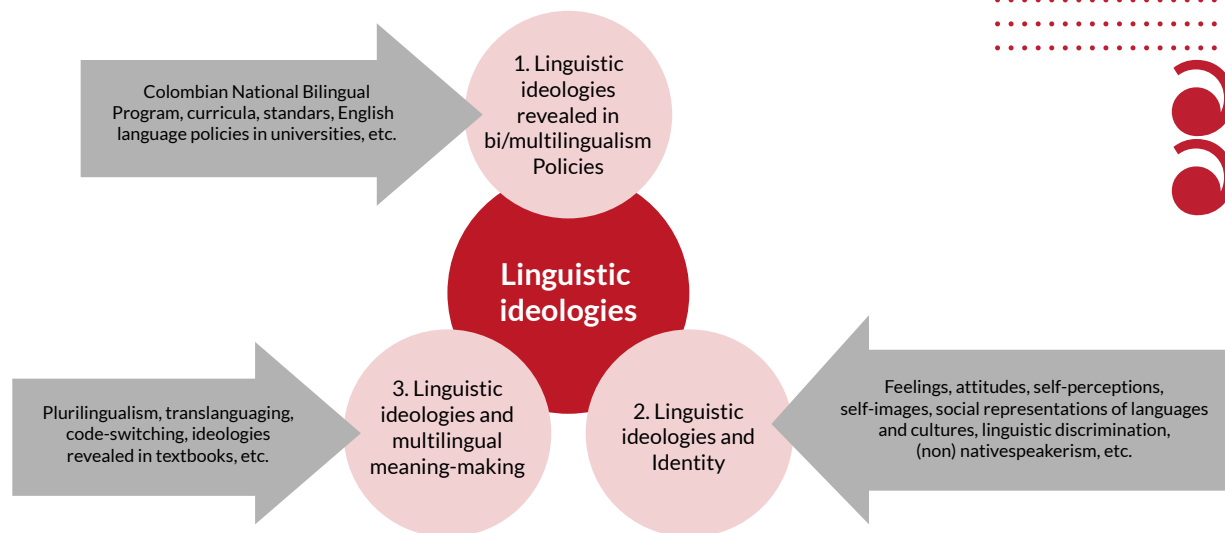 Colombian National Bilingual
Program, curricula, standars, English
language policies in universities, etc.
1. Linguistic
ideologies
revealed in
bi/multilingualism
Policies
Linguistic
ideologies
Plurilingualism, translanguaging,
code-switching, ideologies
revealed in textbooks, etc.
3. Linguistic
ideologies and
multilingual
meaning-making
2. Linguistic
ideologies and
Identity
Feelings, attitudes, self-perceptions,
self-images, social representations of languages
and cultures, linguistic discrimination,
(non) nativespeakerism, etc.